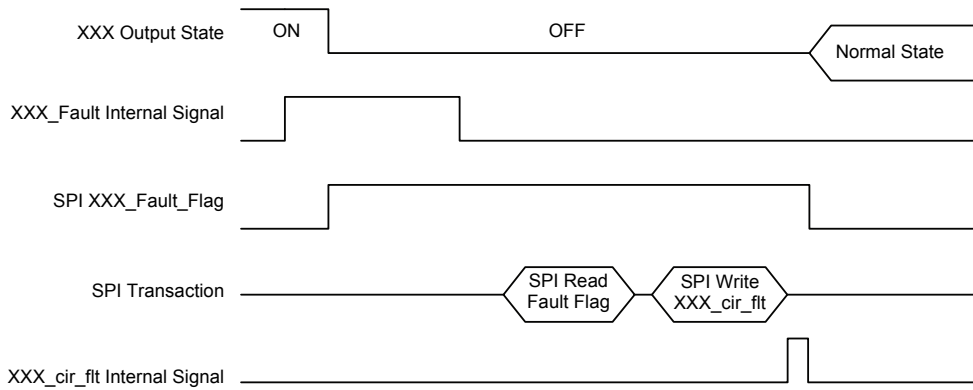 XXX Output State
ON
OFF
Normal State
XXX_Fault Internal Signal
SPI XXX_Fault_Flag
SPI Transaction
SPI Read
Fault Flag
SPI Write
XXX_cir_flt
XXX_cir_flt Internal Signal